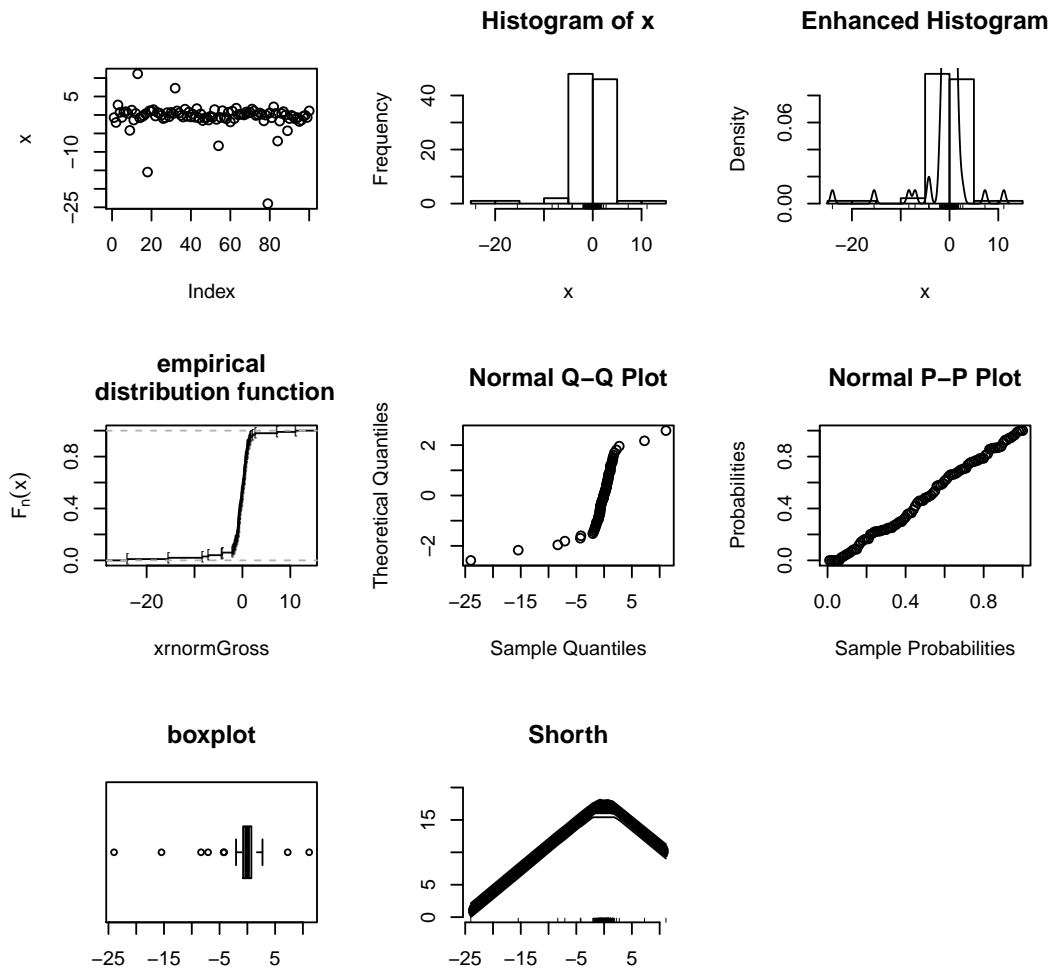 x
5
−10
−25
0 20 40 60 80
Index
Histogram of x
Frequency
40
20
0
−20 0 10
x
Enhanced Histogram
Density
0.06
0.00
−20 0 10
x
empirical
distribution function
Fn(x)
0.8
0.4
0.0
−20 0 10
xrnormGross
Normal Q−Q Plot
Theoretical Quantiles
2
0
−2
−25 −15 −5 5
Sample Quantiles
Normal P−P Plot
Probabilities
0.8
0.4
0.0
0.0 0.4 0.8
Sample Probabilities
boxplot
−25 −15 −5 5
Shorth
15
5
0
−25 −15 −5 5